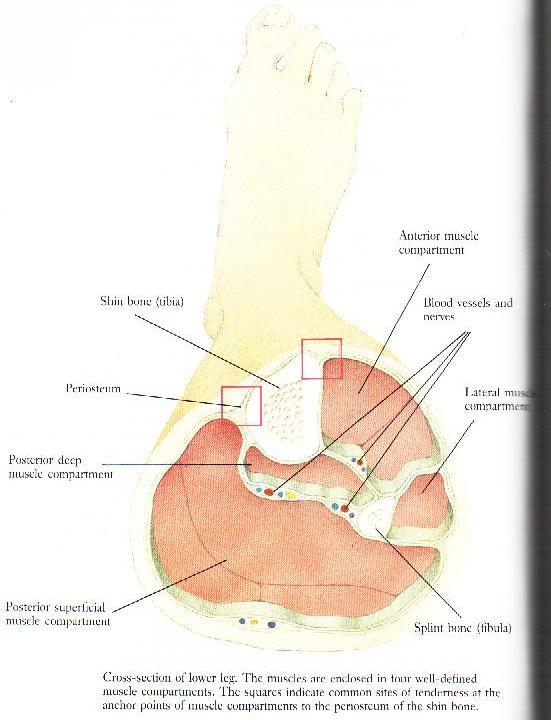 Anterior muscle
compartment
Shin bone (tibia)
Blood vessels and
nerves
Periosteum
Lateral muscle
compartment
Posterior deep
muscle compartment
Posterior superficial
muscle compartment
Splint bone (fibula)
Cross-section of lower leg. The muscles are enclosed in four well-defined
muscle compartments. The squares indicate common sites of tenderness at the
anchor points of muscle compartments to the periosteum of the shin bone.